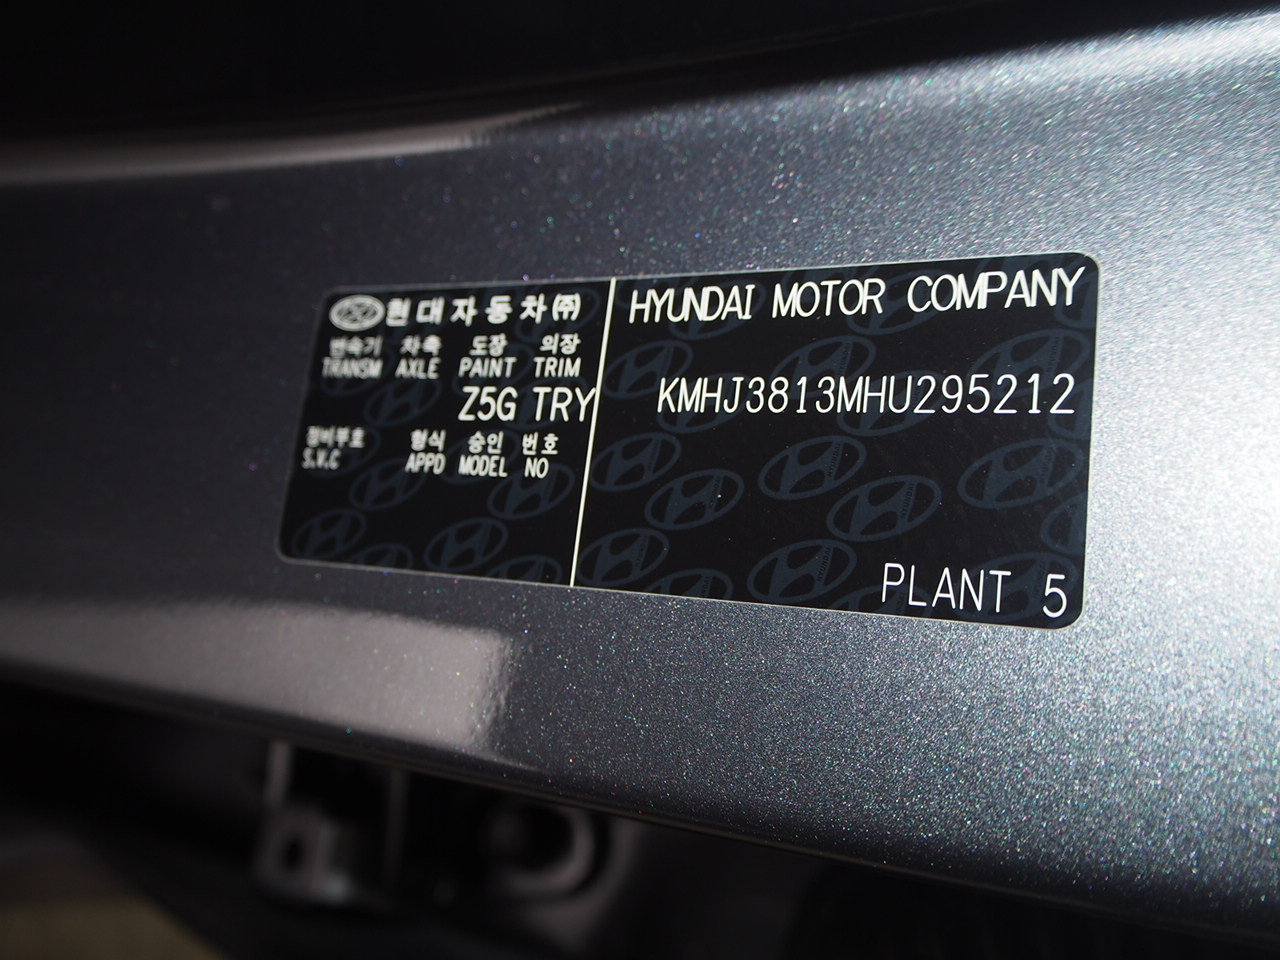 현대자동차㈜
변속기 차축 도장 의장
TRANSM AXLE PAINT TRIM
Z5G TRY
정비부호 형식 승인 번호
S.V.C APPD MODEL NO
HYUNDAI MOTOR COMPANY
KMHJ3813MHU295212
PLANT 5